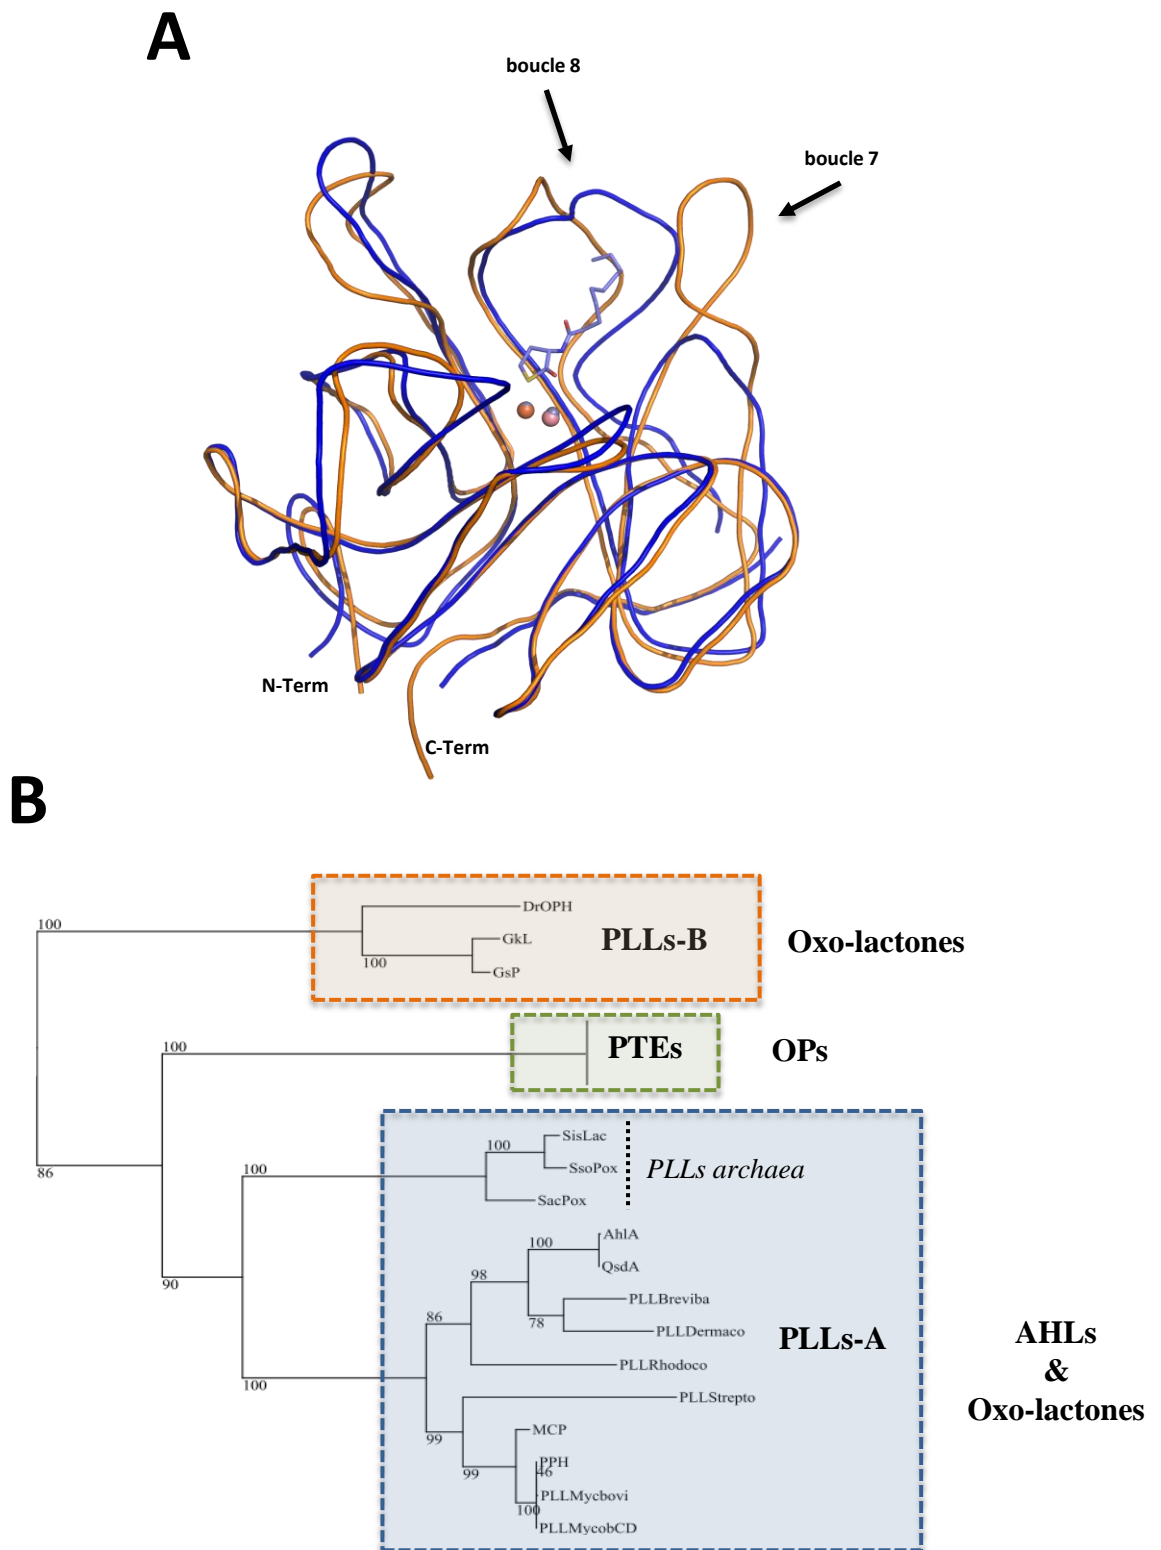 A
boucle 8
boucle 7
N-Term
C-Term
B
100
DrOPH
GkL
100
GsP
PLLs-B
Oxo-lactones
100
PTEs
OPs
86
100
100
SisLac
SsoPox
SacPox
PLLs archaea
90
100
AhlA
QsdA
98
PLLBreviba
78
PLLDermaco
86
PLLRhodoco
PLLs-A
AHLs
&
Oxo-lactones
100
PLLStrepto
99
MCP
99
PPH
46
PLLMycbovi
100
PLLMycobCD